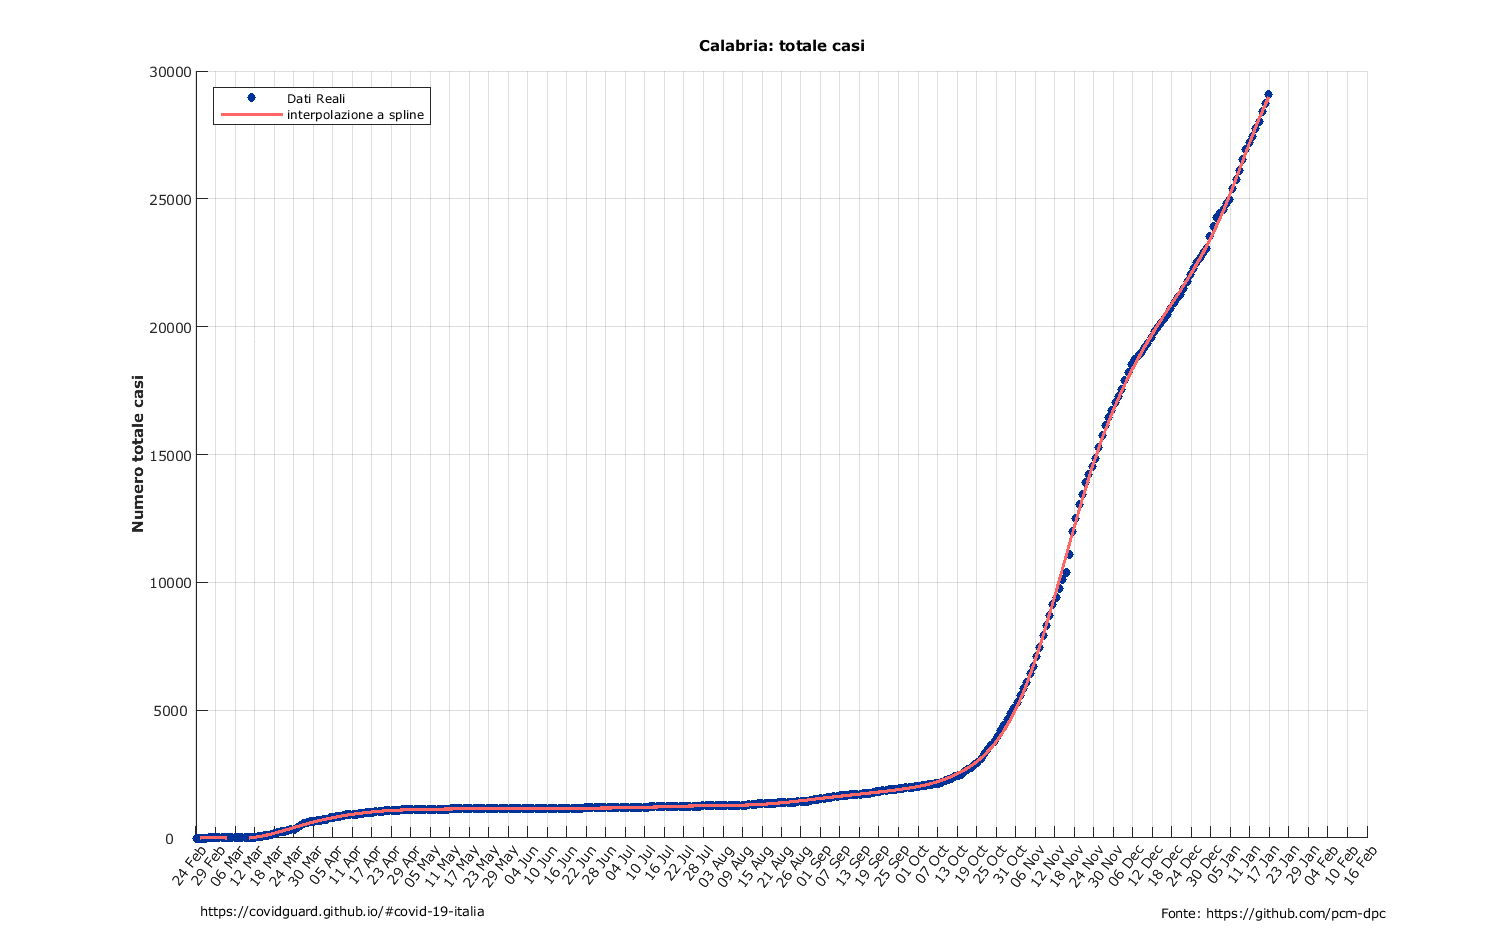 Calabria: totale casi
30000
25000
20000
15000
10000
5000
0
Numero totale casi
Dati Reali
interpolazione a spline
24 Feb
29 Feb
06 Mar
12 Mar
18 Mar
24 Mar
30 Mar
05 Apr
11 Apr
17 Apr
23 Apr
29 Apr
05 May
11 May
17 May
23 May
29 May
04 Jun
10 Jun
16 Jun
22 Jun
28 Jun
04 Jul
10 Jul
16 Jul
22 Jul
28 Jul
03 Aug
09 Aug
15 Aug
21 Aug
26 Aug
01 Sep
07 Sep
13 Sep
19 Sep
25 Sep
01 Oct
07 Oct
13 Oct
19 Oct
25 Oct
31 Oct
06 Nov
12 Nov
18 Nov
24 Nov
30 Nov
06 Dec
12 Dec
18 Dec
24 Dec
30 Dec
05 Jan
11 Jan
17 Jan
23 Jan
29 Jan
04 Feb
10 Feb
16 Feb
https://covidguard.github.io/#covid-19-italia
Fonte: https://github.com/pcm-dpc